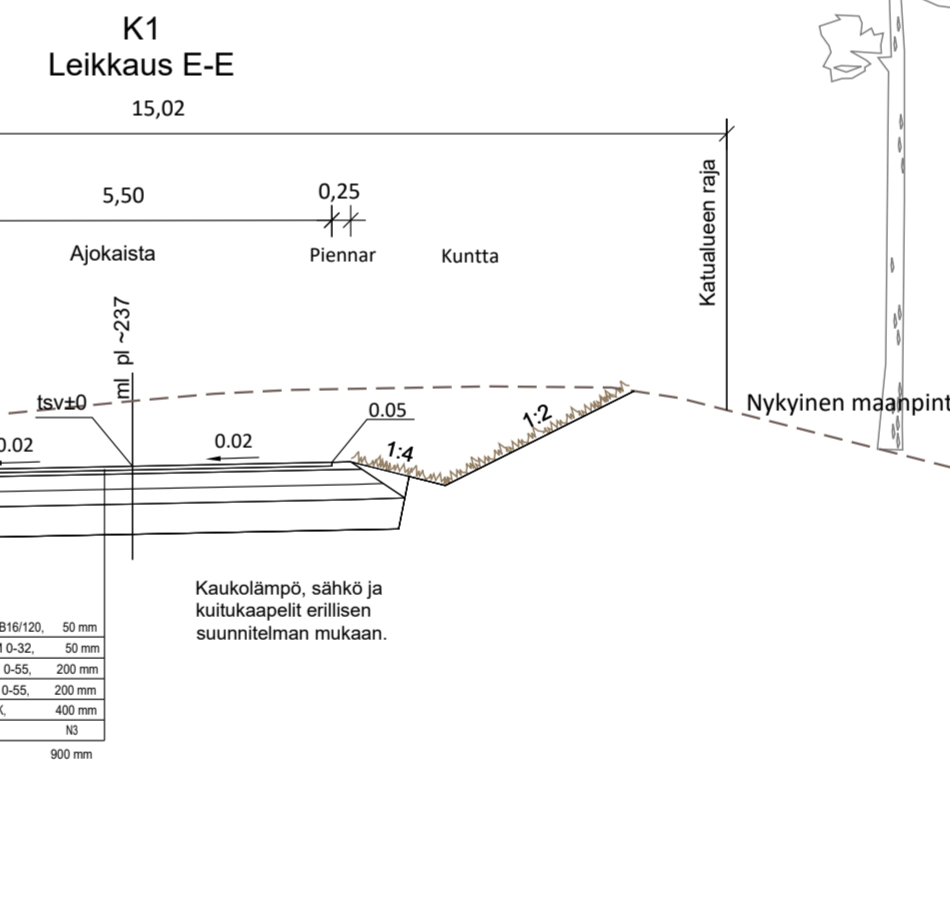 K1
Leikkaus E-E
15,02
5,50
0,25
Katualueen raja
Ajokaista
Piennar
Kuntta
ml pl ~237
tsv±0
0.05
1:2
Nykyinen maanpint
0.02
0.02
1:4
Kaukolämpö, sähkö ja
kuitukaapelit erillisen
suunnitelman mukaan.
B16/120, 50 mm
0-32, 50 mm
0-55, 200 mm
0-55, 200 mm
400 mm
N3
900 mm